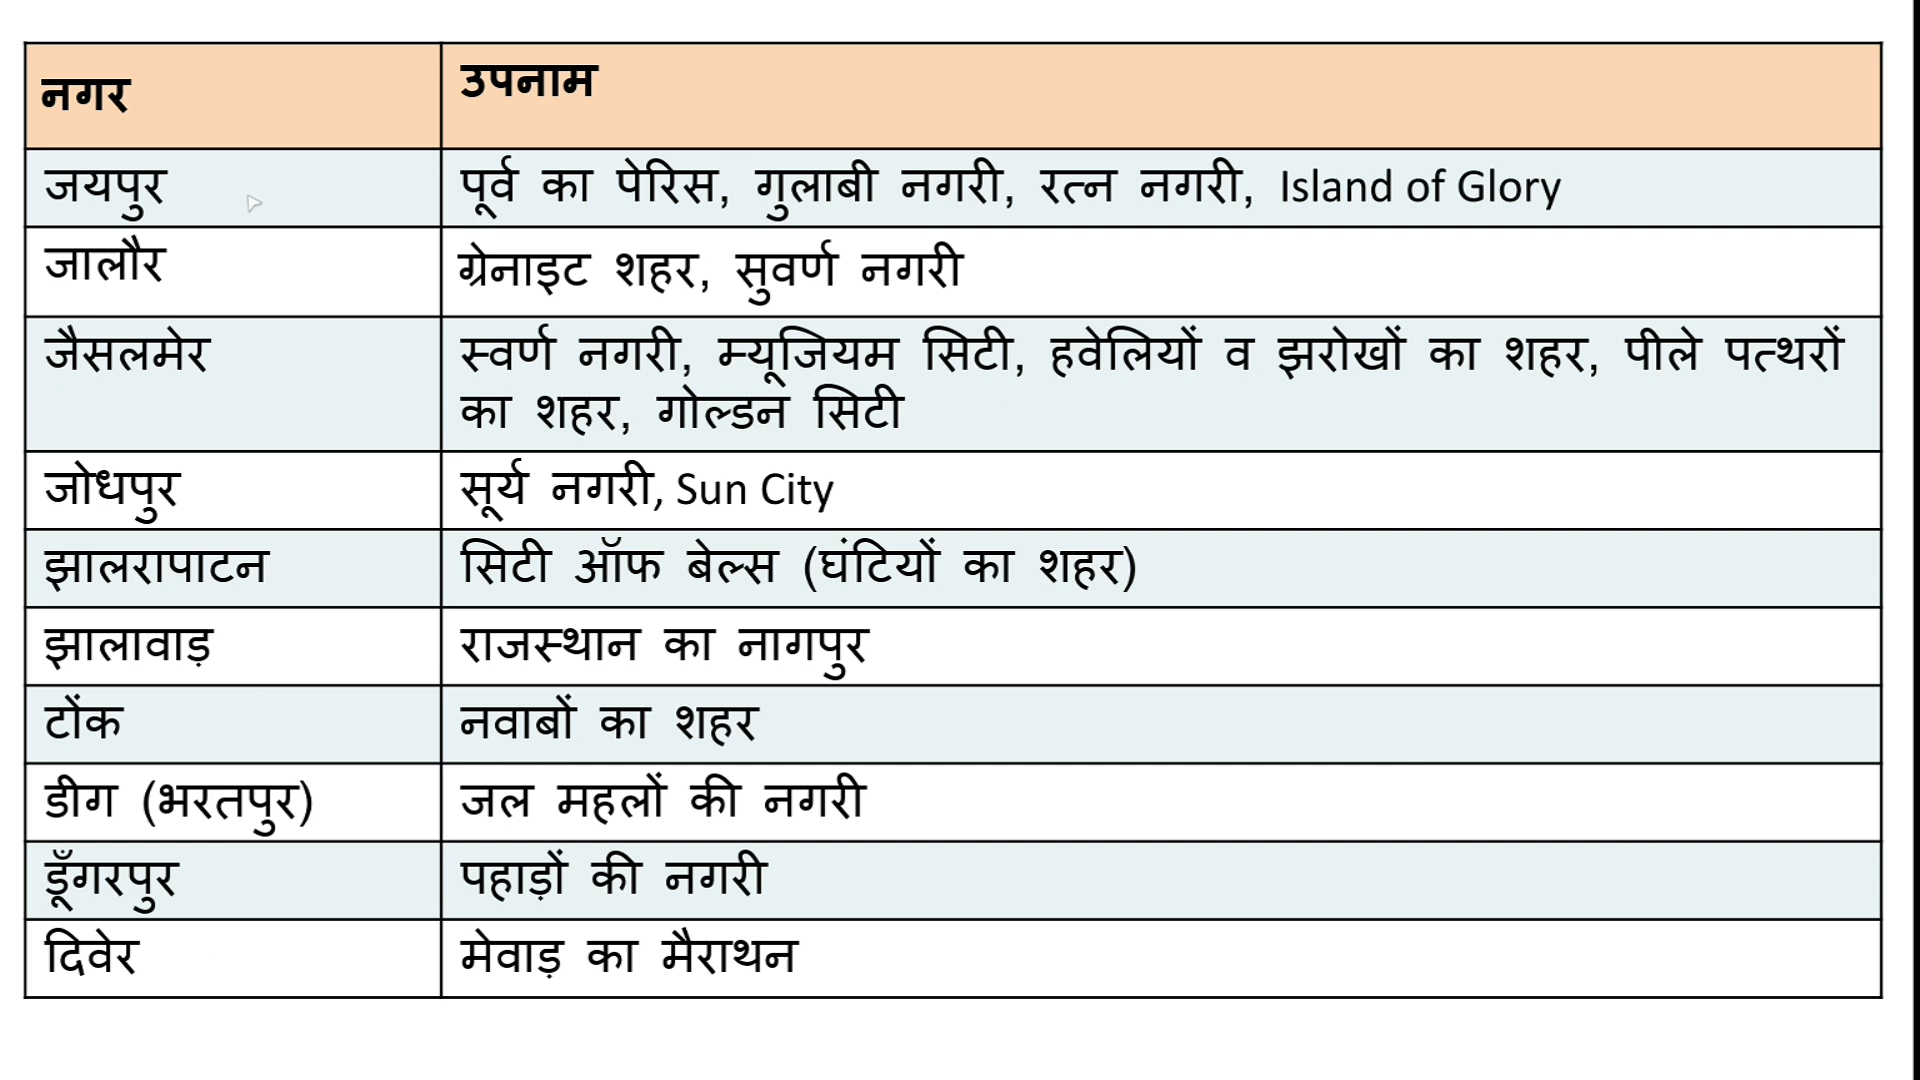 नगर उपनाम
जयपुर पूर्व का पेरिस, गुलाबी नगरी, रत्न नगरी, Island of Glory
जालौर ग्रेनाइट शहर, सुवर्ण नगरी
जैसलमेर स्वर्ण नगरी, म्यूजियम सिटी, हवेलियों व झरोखों का शहर, पीले पत्थरों
का शहर, गोल्डन सिटी
जोधपुर सूर्य नगरी, Sun City
झालरापाटन सिटी ऑफ बेल्स (घंटियों का शहर)
झालावाड़ राजस्थान का नागपुर
टोंक नवाबों का शहर
डीग (भरतपुर) जल महलों की नगरी
डूँगरपुर पहाड़ों की नगरी
दिवेर मेवाड़ का मैराथन